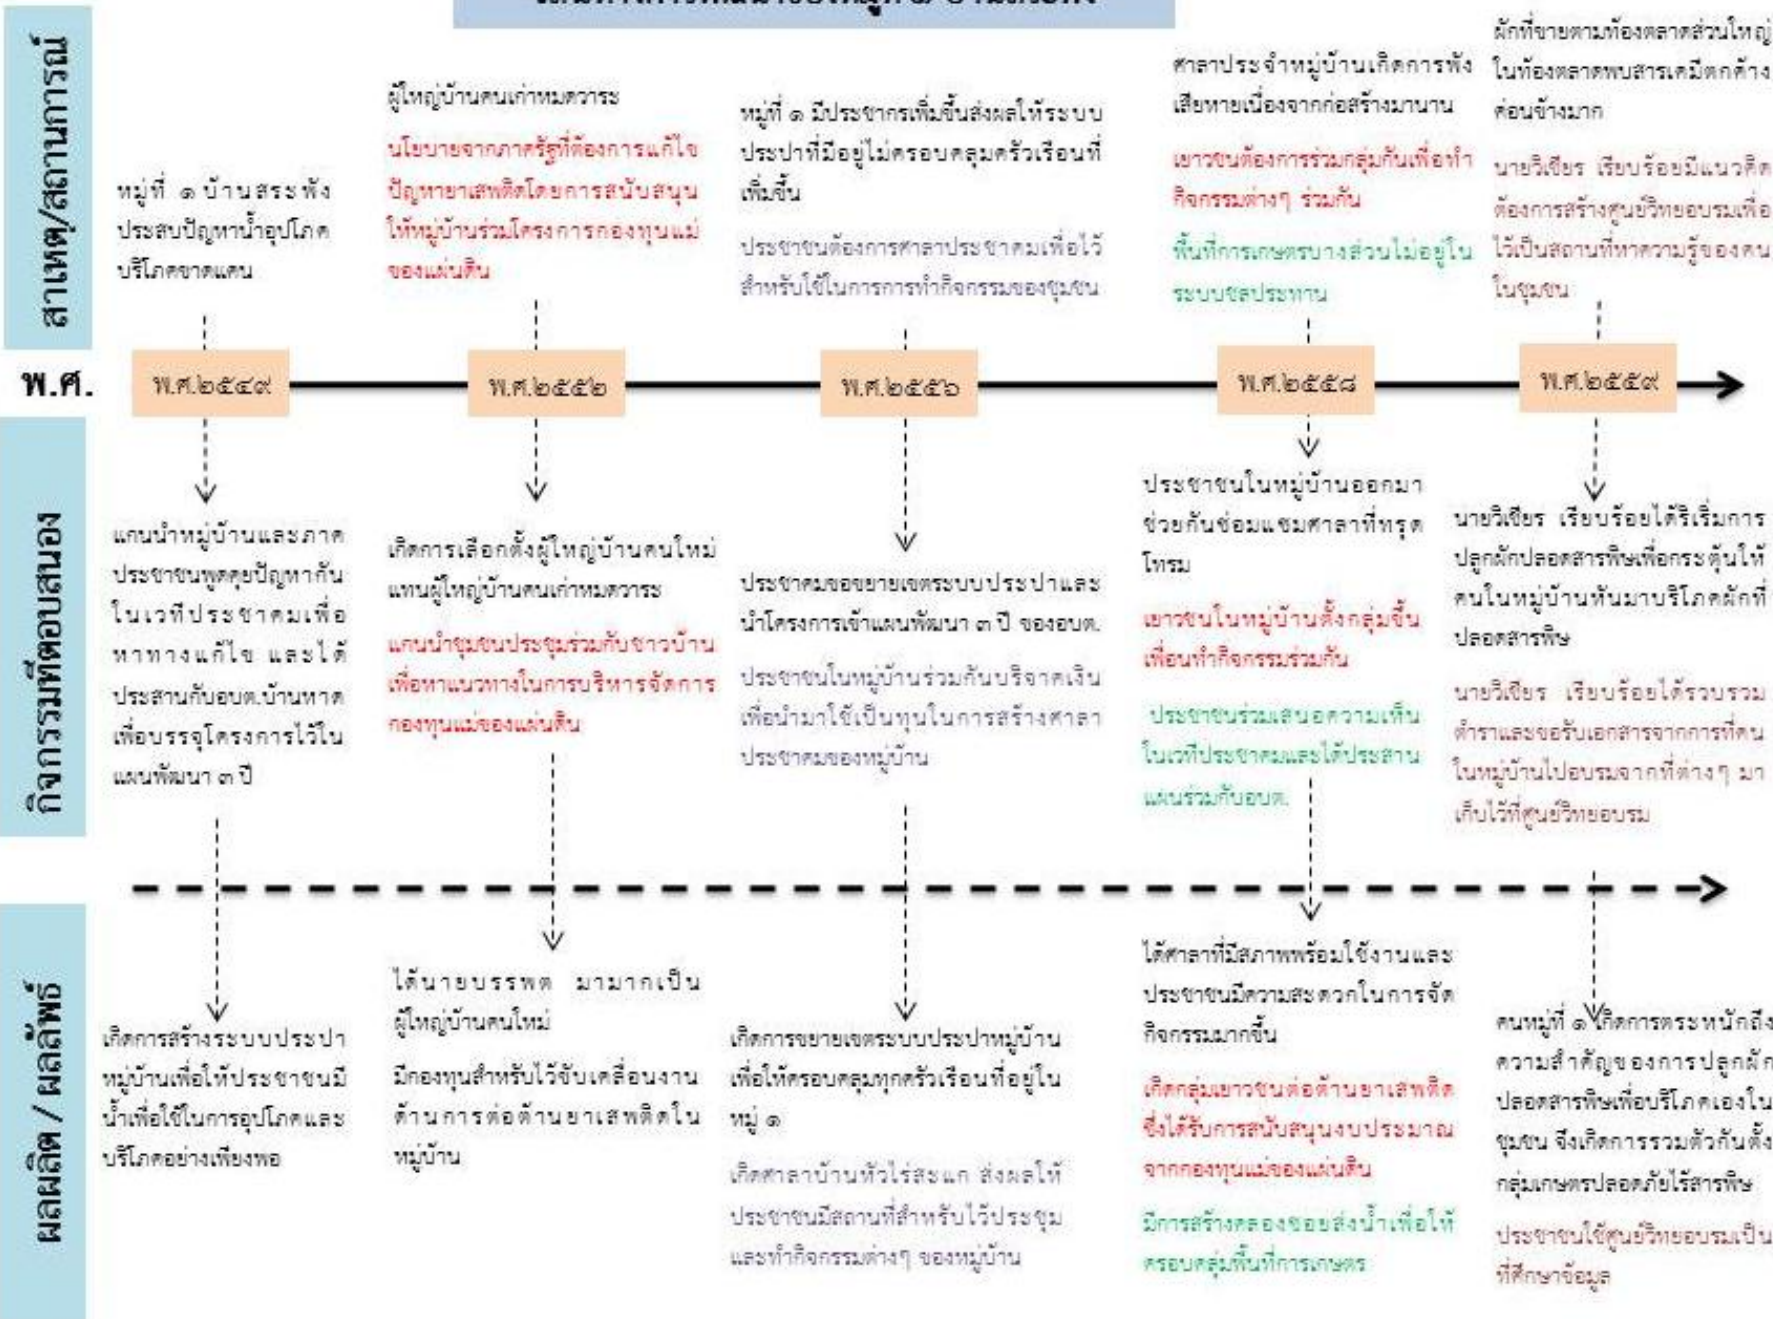 สาเหตุ/สถานการณ์
หมู่ที่ ๑ บ้านสระพัง
ประสบปัญหาน้ำอุปโภค
บริโภคขาดแคน
ผู้ใหญ่บ้านคนเก่าหมดวาระ
นโยบายจากภาครัฐที่ต้องการแก้ไข
ปัญหายาเสพติดโดยการสนับสนุน
ให้หมู่บ้านร่วมโครงการกองทุนแม่
ของแผ่นดิน
หมู่ที่ ๑ มีประชากรเพิ่มขึ้นส่งผลให้ระบบ
ประปาที่มีอยู่ไม่ครอบคลุมครัวเรือนที่
เพิ่มขึ้น
ประชาชนต้องการศาลาประชาคมเพื่อไว้
สำหรับใช้ในการการทำกิจกรรมของชุมชน
ศาลาประจำหมู่บ้านเกิดการพัง
เสียหายเนื่องจากก่อสร้างมานาน
เยาวชนต้องการร่วมกลุ่มกันเพื่อทำ
กิจกรรมต่างๆ ร่วมกัน
พื้นที่การเกษตรบางส่วนไม่อยู่ใน
ระบบชลประทาน
ผักที่ขายตามท้องตลาดส่วนใหญ่
ในท้องตลาดพบสารเคมีตกค้าง
ค่อนข้างมาก
นายวิเชียร เรียบร้อยมีแนวคิด
ต้องการสร้างศูนย์วิทยอบรมเพื่อ
ไว้เป็นสถานที่หาความรู้ของคน
ในชุมชน
พ.ศ.
พ.ศ.๒๕๔๙
พ.ศ.๒๕๕๒
พ.ศ.๒๕๕๖
พ.ศ.๒๕๕๘
พ.ศ.๒๕๕๙
กิจกรรมที่ตอบสนอง
แกนนำหมู่บ้านและภาค
ประชาชนพูดคุยปัญหากัน
ในเวทีประชาคมเพื่อ
หาทางแก้ไข และได้
ประสานกับอบต.บ้านหาด
เพื่อบรรจุโครงการไว้ใน
แผนพัฒนา ๓ ปี
เกิดการเลือกตั้งผู้ใหญ่บ้านคนใหม่
แทนผู้ใหญ่บ้านคนเก่าหมดวาระ
แกนนำชุมชนประชุมร่วมกับชาวบ้าน
เพื่อหาแนวทางในการบริหารจัดการ
กองทุนแม่ของแผ่นดิน
ประชาคมขอขยายเขตระบบประปาและ
นำโครงการเข้าแผนพัฒนา ๓ ปี ของอบต.
ประชาชนในหมู่บ้านร่วมกันบริจาคเงิน
เพื่อนำมาใช้เป็นทุนในการสร้างศาลา
ประชาคมของหมู่บ้าน
ประชาชนในหมู่บ้านออกมา
ช่วยกันซ่อมแซมศาลาที่ทรุด
โทรม
เยาวชนในหมู่บ้านตั้งกลุ่มขึ้น
เพื่อนทำกิจกรรมร่วมกัน
ประชาชนร่วมเสนอความเห็น
ในเวทีประชาคมและได้ประสาน
แผนร่วมกับอบต.
นายวิเชียร เรียบร้อยได้ริเริ่มการ
ปลูกผักปลอดสารพิษเพื่อกระตุ้นให้
คนในหมู่บ้านหันมาบริโภคผักที่
ปลอดสารพิษ
นายวิเชียร เรียบร้อยได้รวบรวม
ตำราและขอรับเอกสารจากการที่คน
ในหมู่บ้านไปอบรมจากที่ต่างๆ มา
เก็บไว้ที่ศูนย์วิทยอบรม
ผลผลิต / ผลลัพธ์
เกิดการสร้างระบบประปา
หมู่บ้านเพื่อให้ประชาชนมี
น้ำเพื่อใช้ในการอุปโภคและ
บริโภคอย่างเพียงพอ
ได้นายบรรพต มามากเป็น
ผู้ใหญ่บ้านคนใหม่
มีกองทุนสำหรับไว้ขับเคลื่อนงาน
ด้านการต่อต้านยาเสพติดใน
หมู่บ้าน
เกิดการขยายเขตระบบประปาหมู่บ้าน
เพื่อให้ครอบคลุมทุกครัวเรือนที่อยู่ใน
หมู่ ๑
เกิดศาลาบ้านหัวไร่สะแก ส่งผลให้
ประชาชนมีสถานที่สำหรับไว้ประชุม
และทำกิจกรรมต่างๆ ของหมู่บ้าน
ได้ศาลาที่มีสภาพพร้อมใช้งานและ
ประชาชนมีความสะดวกในการจัด
กิจกรรมมากขึ้น
เกิดกลุ่มเยาวชนต่อต้านยาเสพติด
ซึ่งได้รับการสนับสนุนงบประมาณ
จากกองทุนแม่ของแผ่นดิน
มีการสร้างคลองซอยส่งน้ำเพื่อให้
ครอบคลุ่มพื้นที่การเกษตร
คนหมู่ที่ ๑ เกิดการตระหนักถึง
ความสำคัญของการปลูกผัก
ปลอดสารพิษเพื่อบริโภคเองใน
ชุมชน จึงเกิดการรวมตัวกันตั้ง
กลุ่มเกษตรปลอดภัยไร้สารพิษ
ประชาชนใช้ศูนย์วิทยอบรมเป็น
ที่ศึกษาข้อมูล